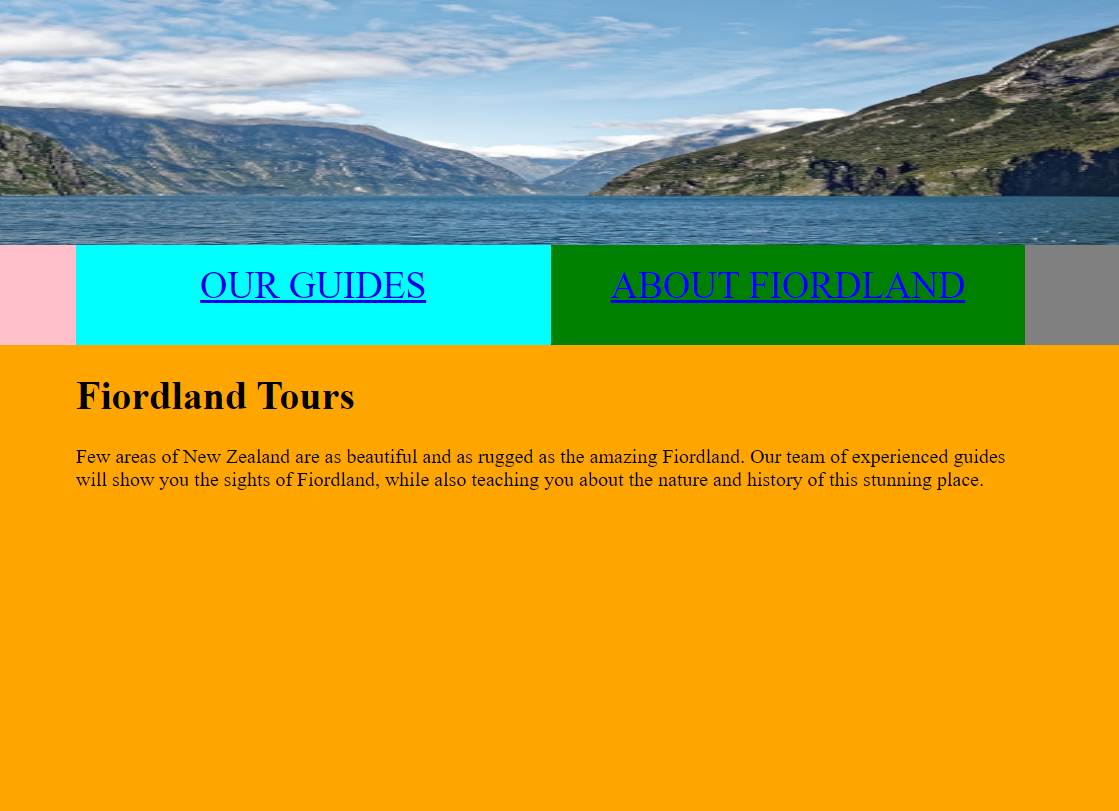 OUR GUIDES ABOUT FIORDLAND
Fiordland Tours
Few areas of New Zealand are as beautiful and as rugged as the amazing Fiordland. Our team of experienced guides
will show you the sights of Fiordland, while also teaching you about the nature and history of this stunning place.